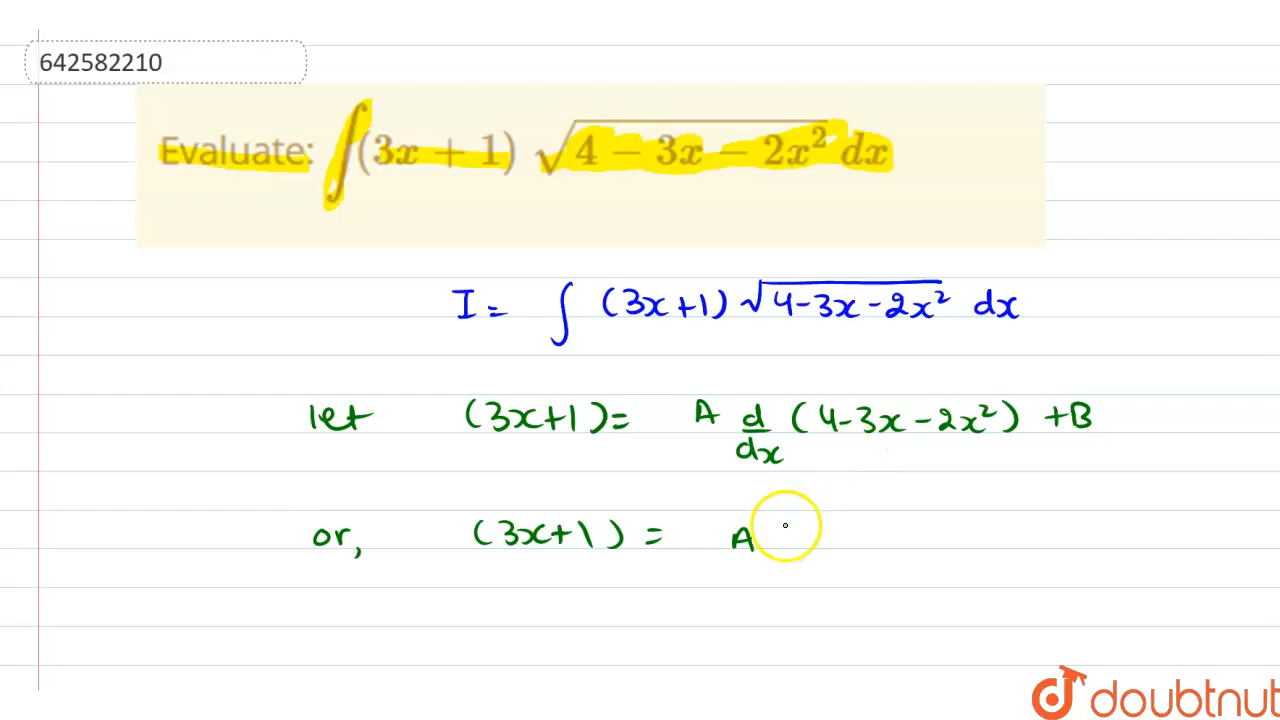 642582210
Evaluate: ∫(3x + 1) √(4 − 3x − 2x²) dx
I = ∫ (3x+1) √(4-3x-2x²) dx
let (3x+1) = A d/dx (4-3x-2x²) + B
or, (3x+1) = A
doubtnut